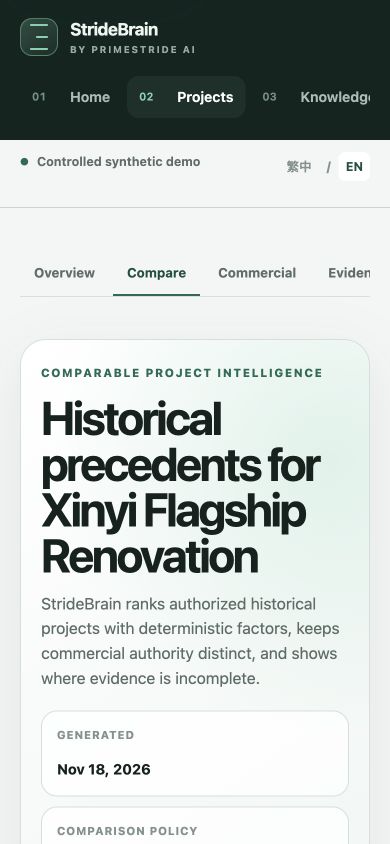 StrideBrain
BY PRIMESTRIDE AI
01 Home 02 Projects 03 Knowledge
Controlled synthetic demo 繁中 / EN
Overview Compare Commercial Eviden
COMPARABLE PROJECT INTELLIGENCE
Historical
precedents for
Xinyi Flagship
Renovation
StrideBrain ranks authorized historical
projects with deterministic factors, keeps
commercial authority distinct, and shows
where evidence is incomplete.
GENERATED
Nov 18, 2026
COMPARISON POLICY